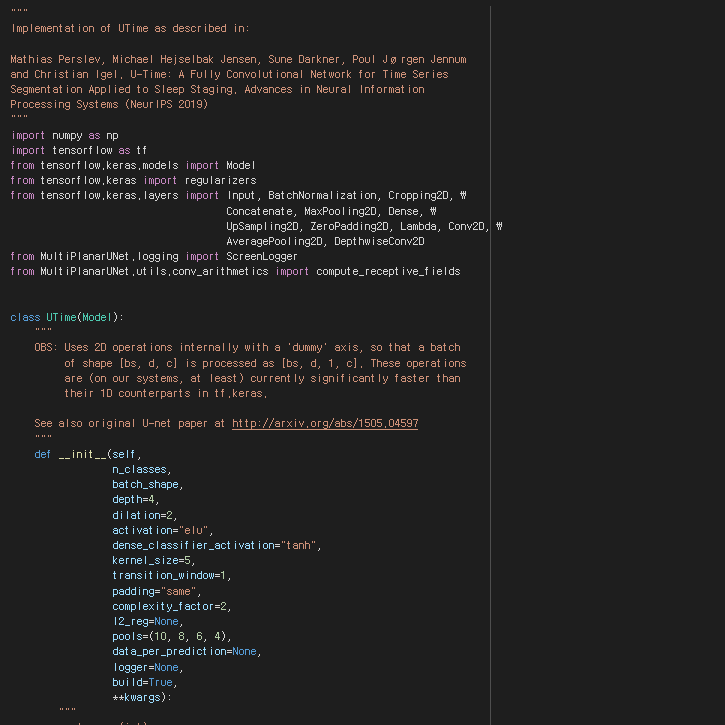 """
Implementation of UTime as described in:
Mathias Perslev, Michael Hejselbak Jensen, Sune Darkner, Poul Jørgen Jennum
and Christian Igel. U-Time: A Fully Convolutional Network for Time Series
Segmentation Applied to Sleep Staging. Advances in Neural Information
Processing Systems (NeurIPS 2019)
"""
import numpy as np
import tensorflow as tf
from tensorflow.keras.models import Model
from tensorflow.keras import regularizers
from tensorflow.keras.layers import Input, BatchNormalization, Cropping2D, ₩
Concatenate, MaxPooling2D, Dense, ₩
UpSampling2D, ZeroPadding2D, Lambda, Conv2D, ₩
AveragePooling2D, DepthwiseConv2D
from MultiPlanarUNet.logging import ScreenLogger
from MultiPlanarUNet.utils.conv_arithmetics import compute_receptive_fields
class UTime(Model):
"""
OBS: Uses 2D operations internally with a 'dummy' axis, so that a batch
of shape [bs, d, c] is processed as [bs, d, 1, c]. These operations
are (on our systems, at least) currently significantly faster than
their 1D counterparts in tf.keras.
See also original U-net paper at http://arxiv.org/abs/1505.04597
"""
def __init__(self,
n_classes,
batch_shape,
depth=4,
dilation=2,
activation="elu",
dense_classifier_activation="tanh",
kernel_size=5,
transition_window=1,
padding="same",
complexity_factor=2,
l2_reg=None,
pools=(10, 8, 6, 4),
data_per_prediction=None,
logger=None,
build=True,
**kwargs):
"""